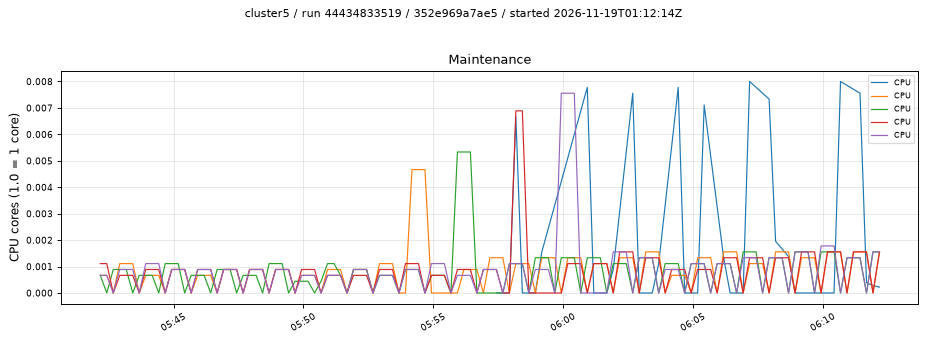 cluster5 / run 44434833519 / 352e969a7ae5 / started 2026-11-19T01:12:14Z
Maintenance
CPU cores (1.0 = 1 core)
0.008
0.007
0.006
0.005
0.004
0.003
0.002
0.001
0.000
05:45
05:50
05:55
06:00
06:05
06:10
CPU
CPU
CPU
CPU
CPU